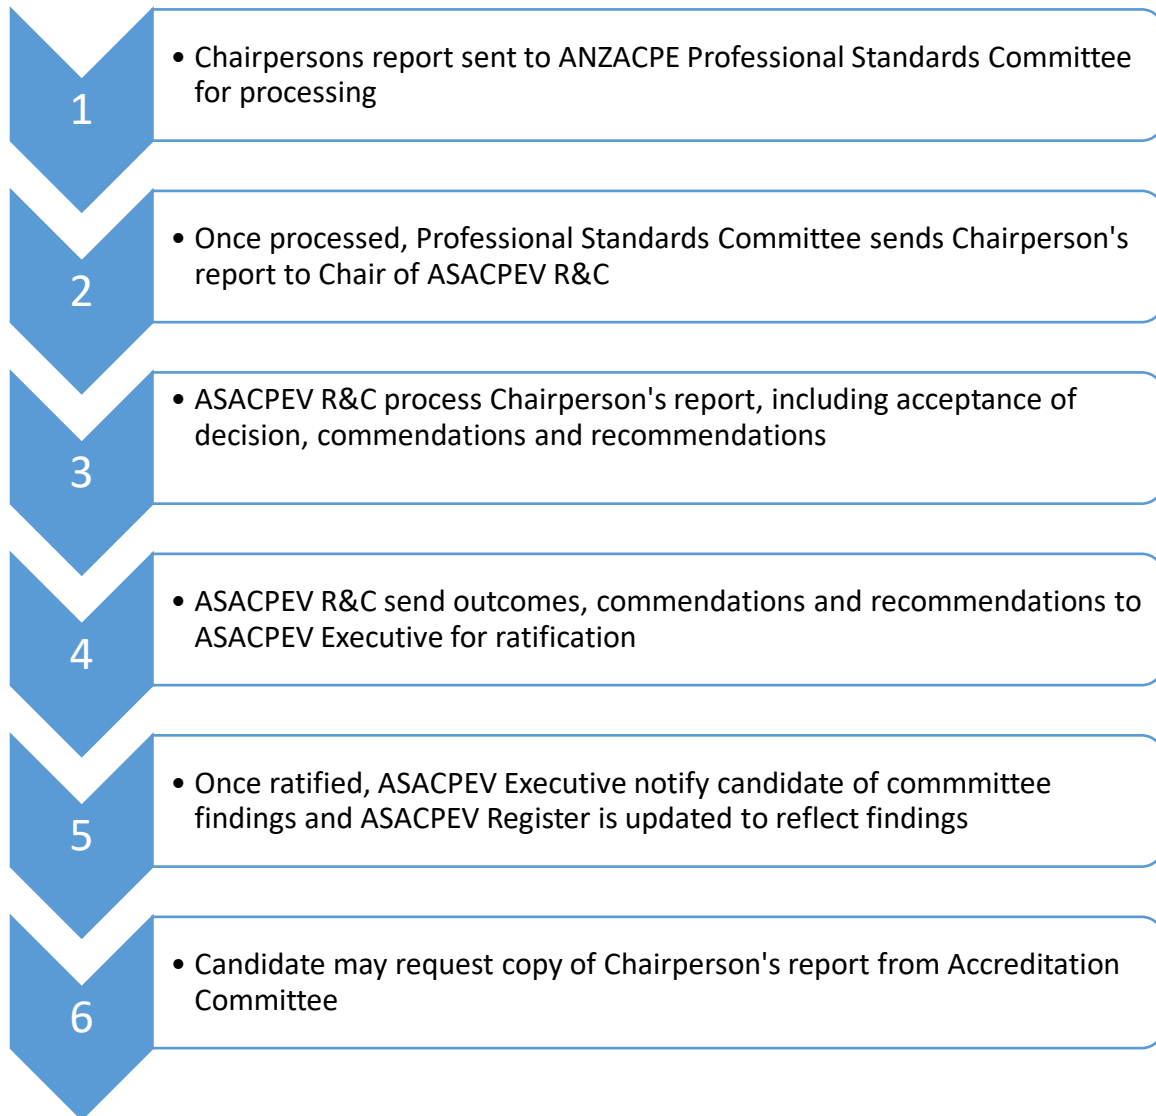 1
• Chairpersons report sent to ANZACPE Professional Standards Committee
for processing
2
• Once processed, Professional Standards Committee sends Chairperson's
report to Chair of ASACPEV R&C
3
• ASACPEV R&C process Chairperson's report, including acceptance of
decision, commendations and recommendations
4
• ASACPEV R&C send outcomes, commendations and recommendations to
ASACPEV Executive for ratification
5
• Once ratified, ASACPEV Executive notify candidate of commmittee
findings and ASACPEV Register is updated to reflect findings
6
• Candidate may request copy of Chairperson's report from Accreditation
Committee